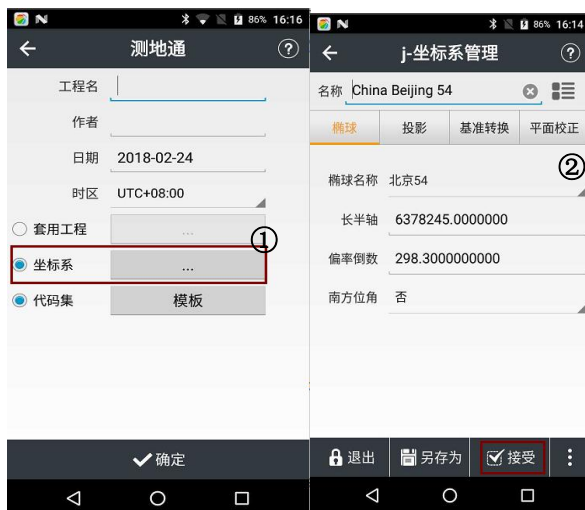 86% 16:16
测地通
?
工程名
作者
日期 2018-02-24
时区 UTC+08:00
套用工程 ...
①
坐标系 ...
代码集 模板
确定
86% 16:14
j-坐标系管理
?
名称 China Beijing 54
椭球 投影 基准转换 平面校正
②
椭球名称 北京54
长半轴 6378245.0000000
偏率倒数 298.3000000000
南方位角 否
退出 另存为 接受